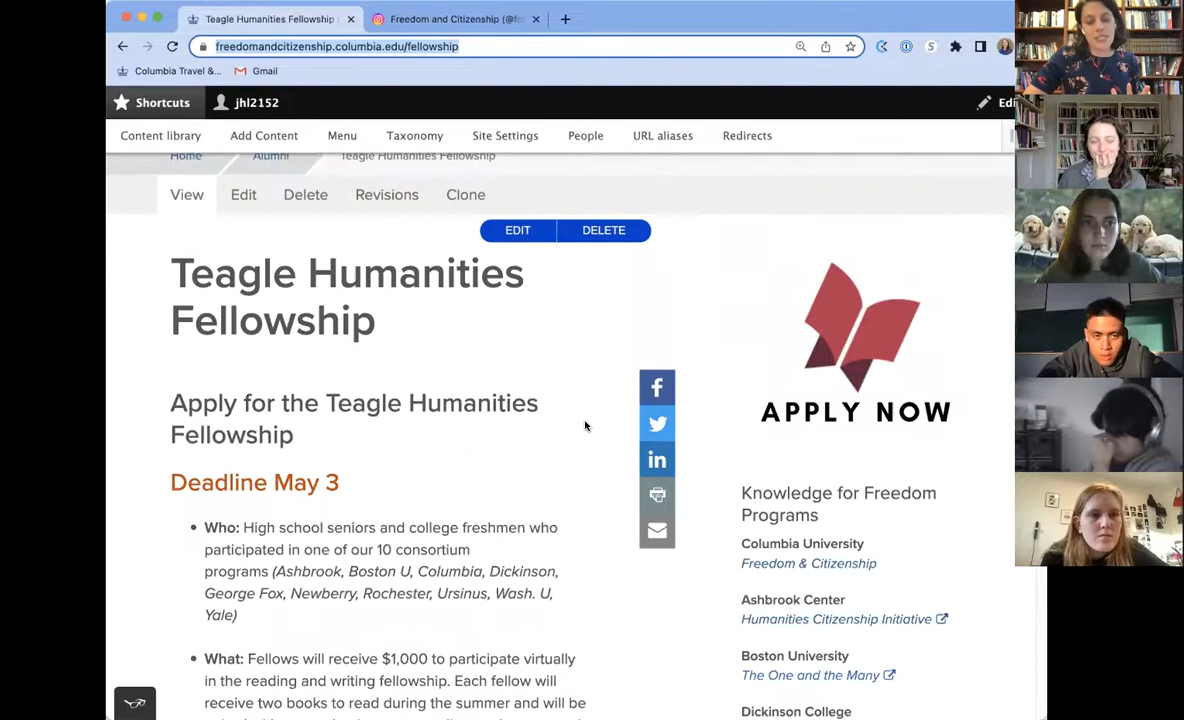 Teagle Humanities Fellowship
Freedom and Citizenship (@fr
freedomandcitizenship.columbia.edu/fellowship
Columbia Travel &... Gmail
Shortcuts jhl2152
Content library Add Content Menu Taxonomy Site Settings People URL aliases Redirects
Home Alumni Teagle Humanities Fellowship
View Edit Delete Revisions Clone
EDIT DELETE
Teagle Humanities
Fellowship
Apply for the Teagle Humanities
Fellowship
Deadline May 3
• Who: High school seniors and college freshmen who
participated in one of our 10 consortium
programs (Ashbrook, Boston U, Columbia, Dickinson,
George Fox, Newberry, Rochester, Ursinus, Wash. U,
Yale)
• What: Fellows will receive $1,000 to participate virtually
in the reading and writing fellowship. Each fellow will
receive two books to read during the summer and will be
APPLY NOW
Knowledge for Freedom
Programs
Columbia University
Freedom & Citizenship
Ashbrook Center
Humanities Citizenship Initiative
Boston University
The One and the Many
Dickinson College